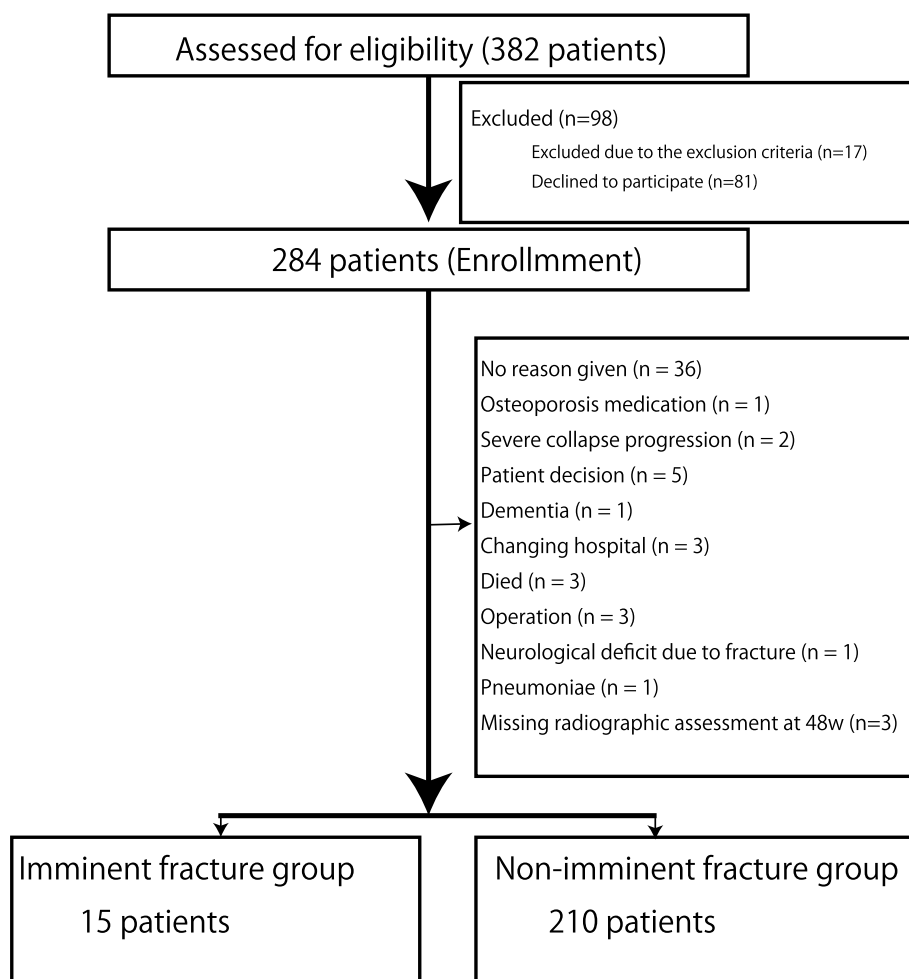 Assessed for eligibility (382 patients)
Excluded (n=98)
Excluded due to the exclusion criteria (n=17)
Declined to participate (n=81)
284 patients (Enrollmment)
No reason given (n = 36)
Osteoporosis medication (n = 1)
Severe collapse progression (n = 2)
Patient decision (n = 5)
Dementia (n = 1)
Changing hospital (n = 3)
Died (n = 3)
Operation (n = 3)
Neurological deficit due to fracture (n = 1)
Pneumoniae (n = 1)
Missing radiographic assessment at 48w (n=3)
Imminent fracture group
15 patients
Non-imminent fracture group
210 patients